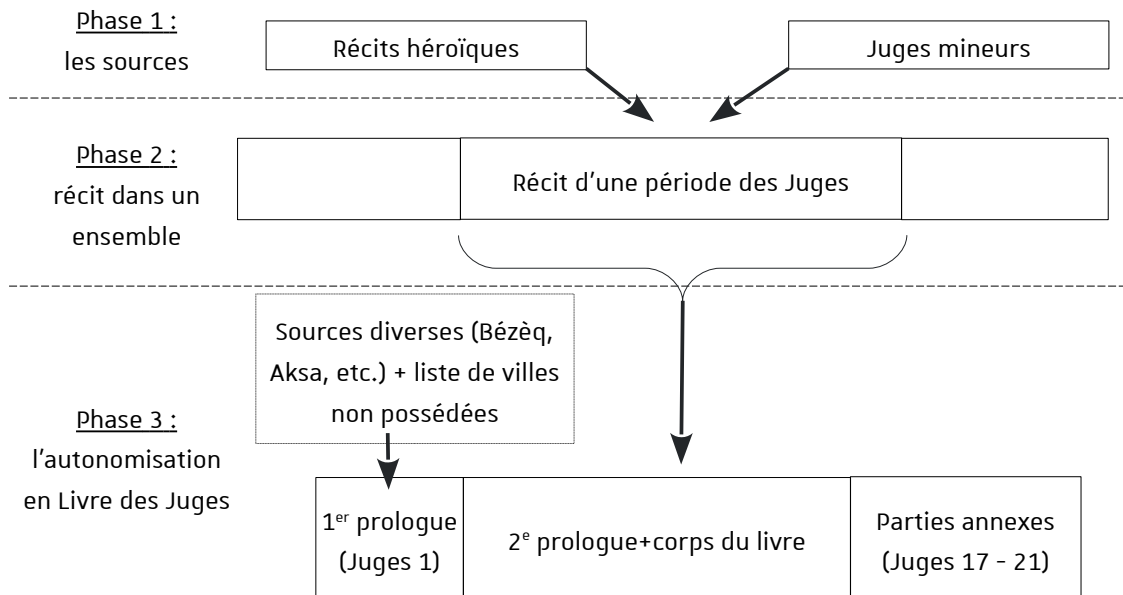 Phase 1 :
les sources
Récits héroïques
Juges mineurs
Phase 2 :
récit dans un
ensemble
Récit d'une période des Juges
Sources diverses (Bézèq,
Aksa, etc.) + liste de villes
non possédées
Phase 3 :
l'autonomisation
en Livre des Juges
1er prologue
(Juges 1)
2e prologue+corps du livre
Parties annexes
(Juges 17 - 21)